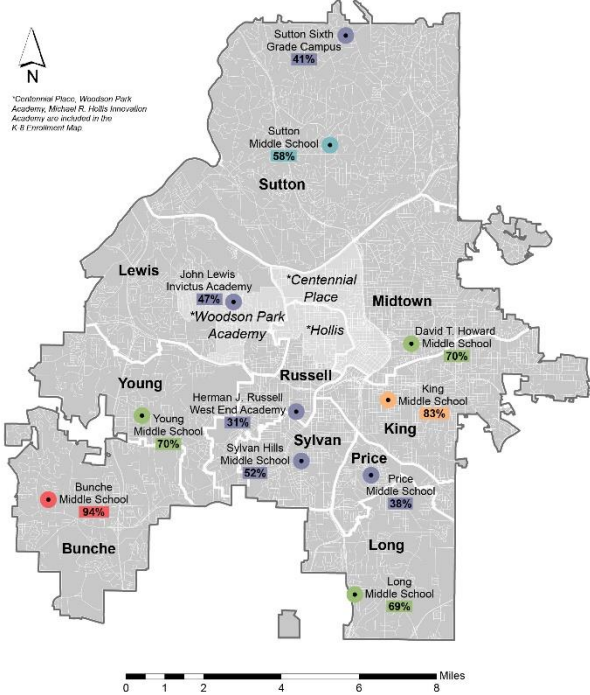 Sutton Sixth
Grade Campus
41%
N
*Centennial Place, Woodson Park
Academy, Michael R. Hollis Innovation
Academy are included in the
K-8 Enrollment Map
Sutton
Middle School
58%
Sutton
Lewis
John Lewis
Invictus Academy
47%
*Centennial
Place
*Woodson Park
Academy
*Hollis
Midtown
David T. Howard
Middle School
70%
Young
Russell
Herman J. Russell
West End Academy
31%
King
Middle School
83%
King
Young
Middle School
70%
Sylvan
Sylvan Hills
Middle School
52%
Price
Price
Middle School
38%
Bunche
Middle School
94%
Bunche
Long
Long
Middle School
69%
Miles
0 1 2 4 6 8